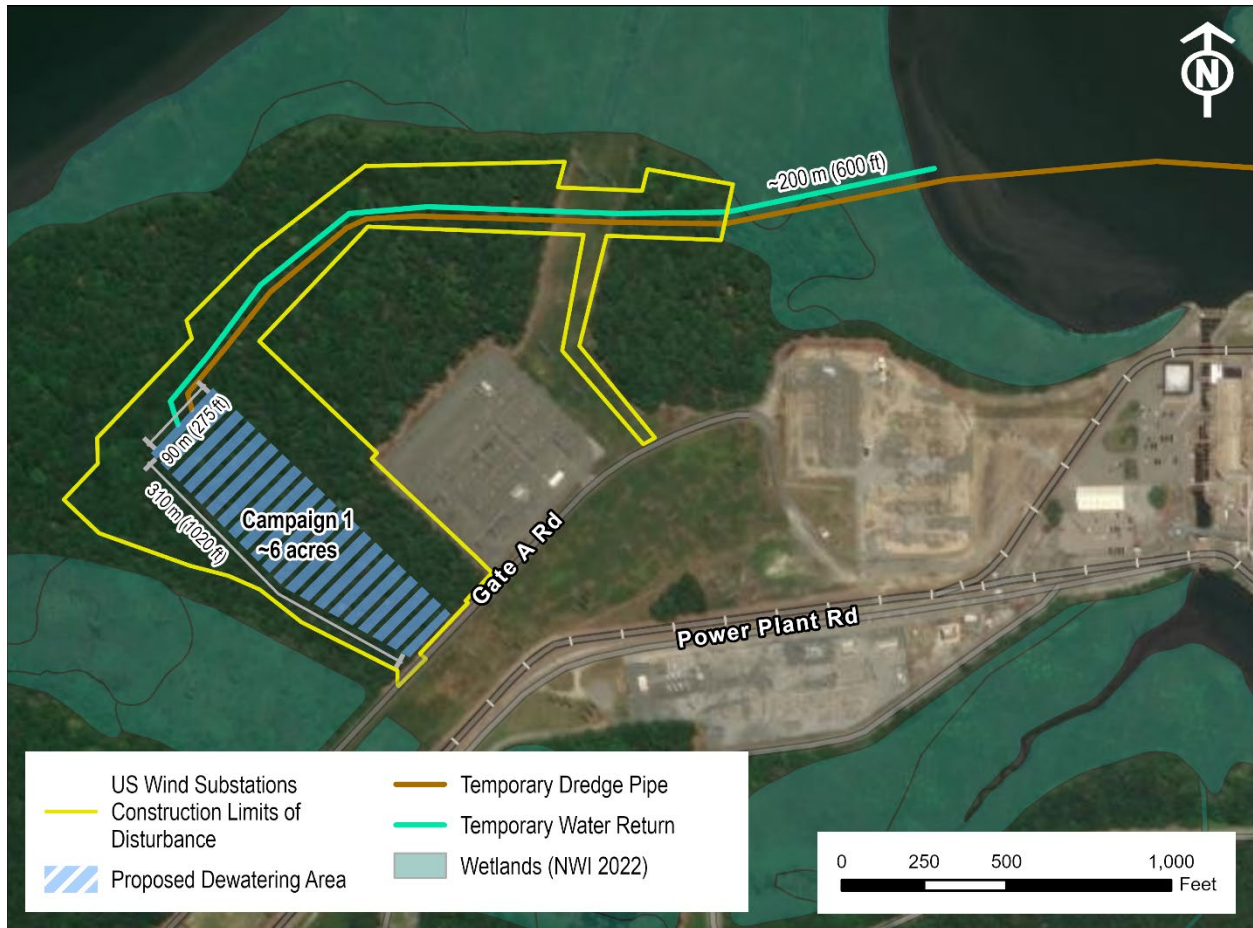 N
~200 m (600 ft)
90 m (275 ft)
310 m (1020 ft)
Campaign 1
~6 acres
Gate A Rd
Power Plant Rd
US Wind Substations
Construction Limits of
Disturbance
Proposed Dewatering Area
Temporary Dredge Pipe
Temporary Water Return
Wetlands (NWI 2022)
0 250 500 1,000
Feet